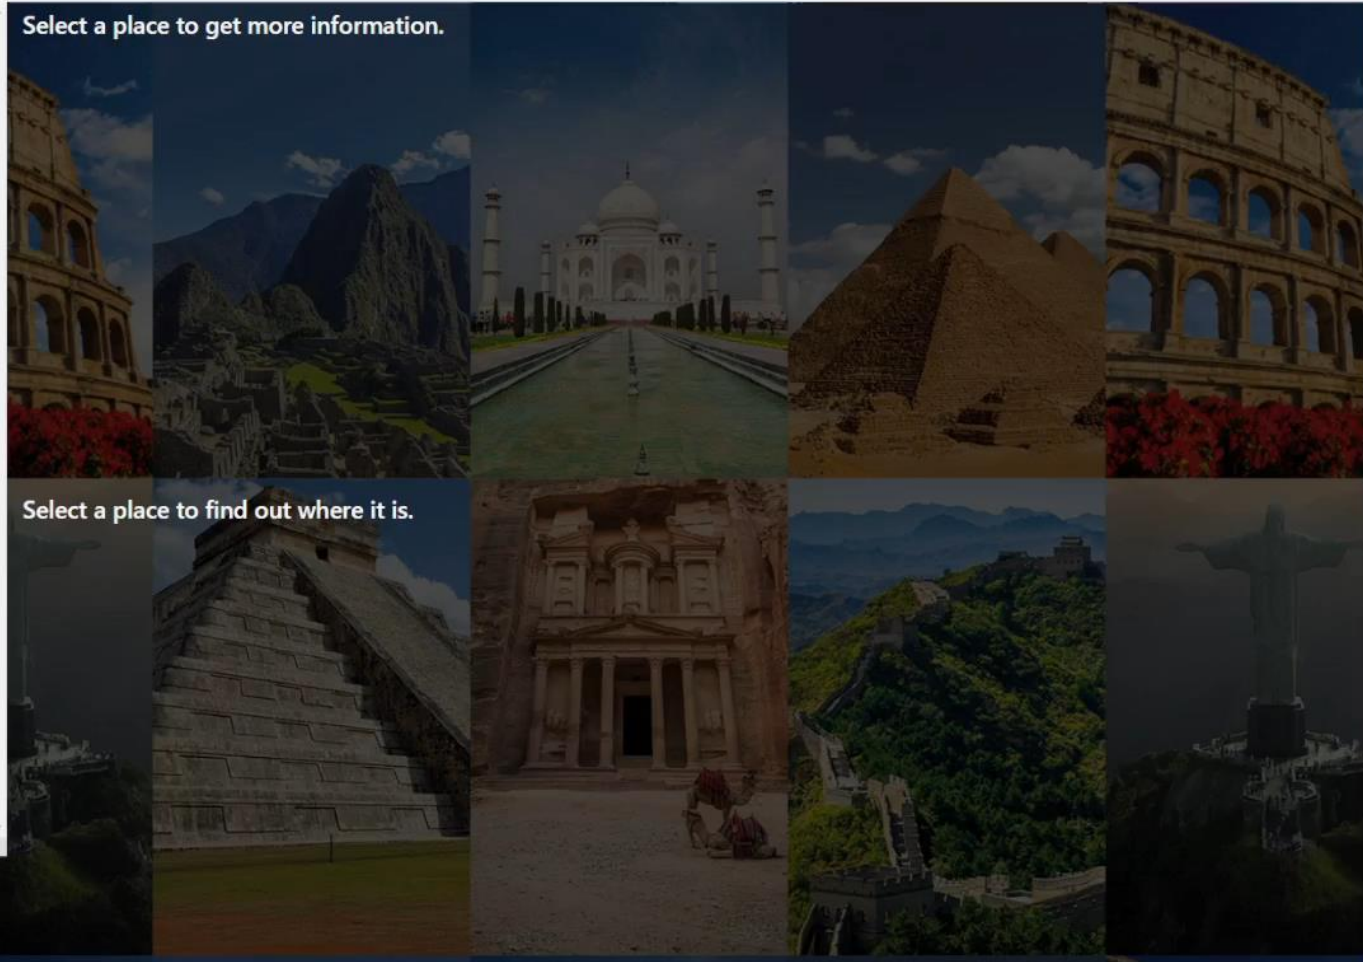 Select a place to get more information.
Select a place to find out where it is.